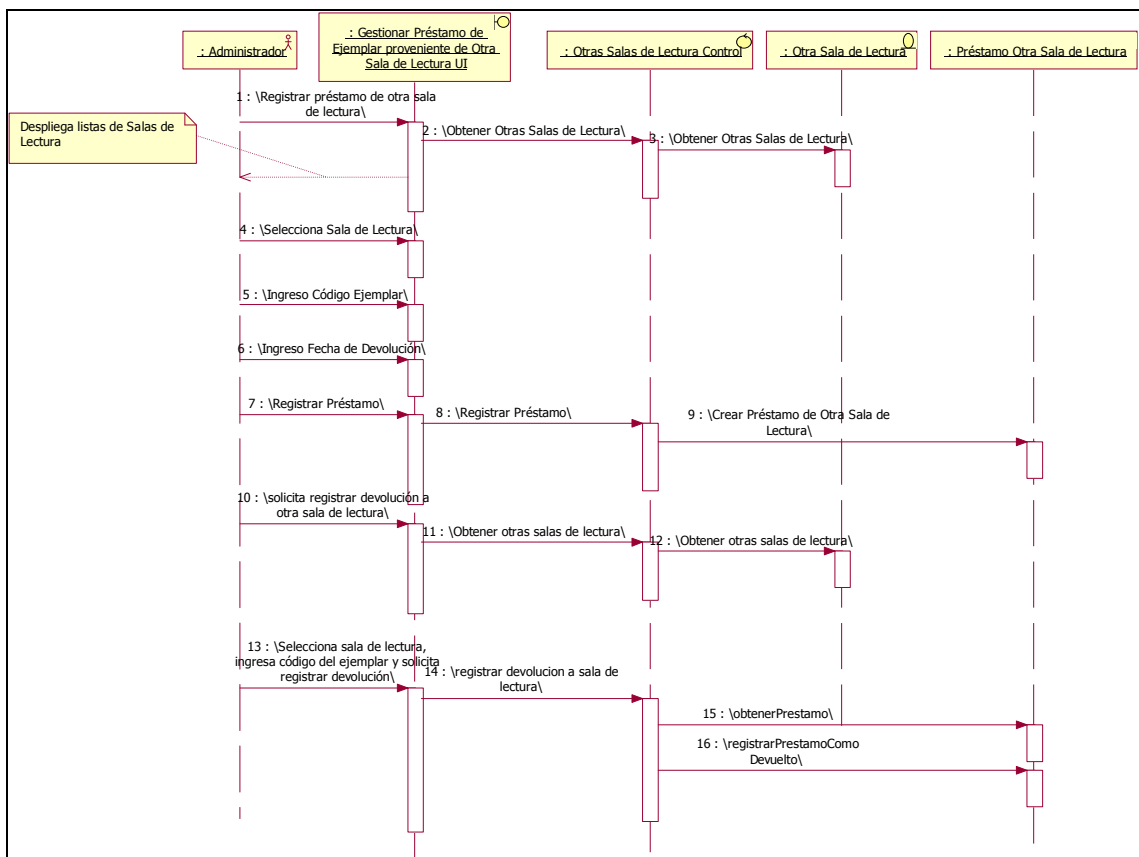 : Administrador
: Gestionar Préstamo de
Ejemplar proveniente de Otra
Sala de Lectura UI
: Otras Salas de Lectura Control
: Otra Sala de Lectura
: Préstamo Otra Sala de Lectura
1 : \Registrar préstamo de otra sala
de lectura\
Despliega listas de Salas de
Lectura
2 : \Obtener Otras Salas de Lectura\
3 : \Obtener Otras Salas de Lectura\
4 : \Selecciona Sala de Lectura\
5 : \Ingreso Código Ejemplar\
6 : \Ingreso Fecha de Devolución\
7 : \Registrar Préstamo\
8 : \Registrar Préstamo\
9 : \Crear Préstamo de Otra Sala de
Lectura\
10 : \solicita registrar devolución a
otra sala de lectura\
11 : \Obtener otras salas de lectura\
12 : \Obtener otras salas de lectura\
13 : \Selecciona sala de lectura,
ingresa código del ejemplar y solicita
registrar devolución\
14 : \registrar devolucion a sala de
lectura\
15 : \obtenerPrestamo\
16 : \registrarPrestamoComo
Devuelto\